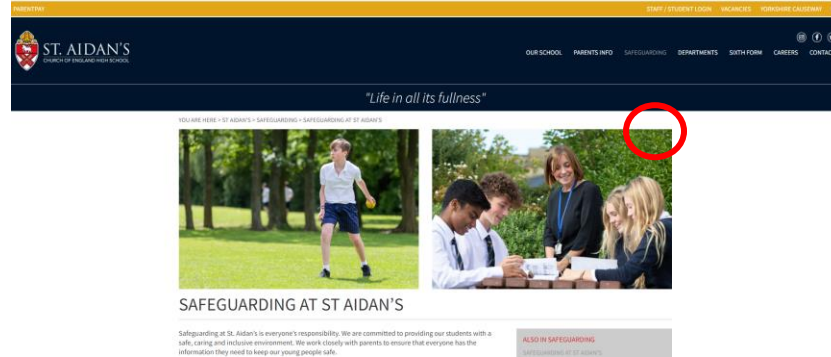 PARENTPAY
STAFF / STUDENT LOGIN VACANCIES YORKSHIRE CAUSEWAY
ST. AIDAN'S
CHURCH OF ENGLAND HIGH SCHOOL
OUR SCHOOL PARENTS INFO SAFEGUARDING DEPARTMENTS SIXTH FORM CAREERS CONTAC
"Life in all its fullness"
YOU ARE HERE > ST AIDAN'S > SAFEGUARDING > SAFEGUARDING AT ST AIDAN'S
SAFEGUARDING AT ST AIDAN'S
Safeguarding at St. Aidan's is everyone's responsibility. We are committed to providing our students with a
safe, caring and inclusive environment. We work closely with parents to ensure that everyone has the
information they need to keep our young people safe.
ALSO IN SAFEGUARDING
SAFEGUARDING AT ST AIDAN'S